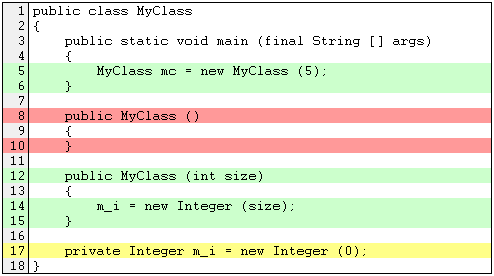 1 public class MyClass
2 {
3     public static void main (final String [] args)
4     {
5         MyClass mc = new MyClass (5);
6     }
7
8     public MyClass ()
9     {
10     }
11
12     public MyClass (int size)
13     {
14         m_i = new Integer (size);
15     }
16
17     private Integer m_i = new Integer (0);
18 }